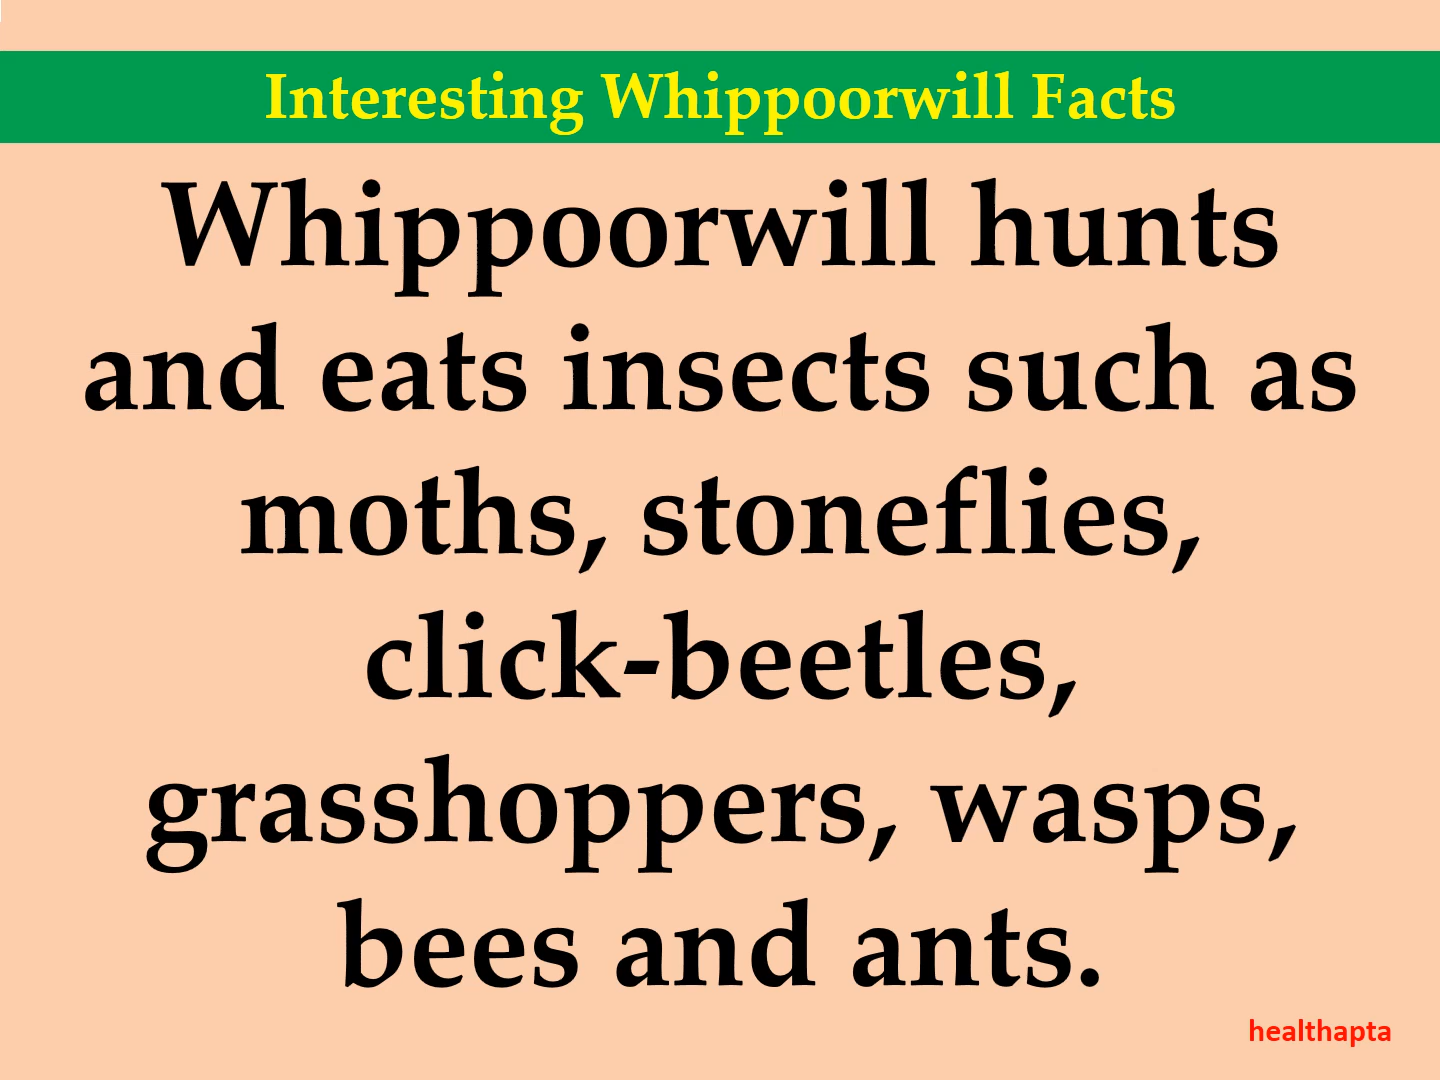 Interesting Whippoorwill Facts
Whippoorwill hunts
and eats insects such as
moths, stoneflies,
click-beetles,
grasshoppers, wasps,
bees and ants.
healthapta